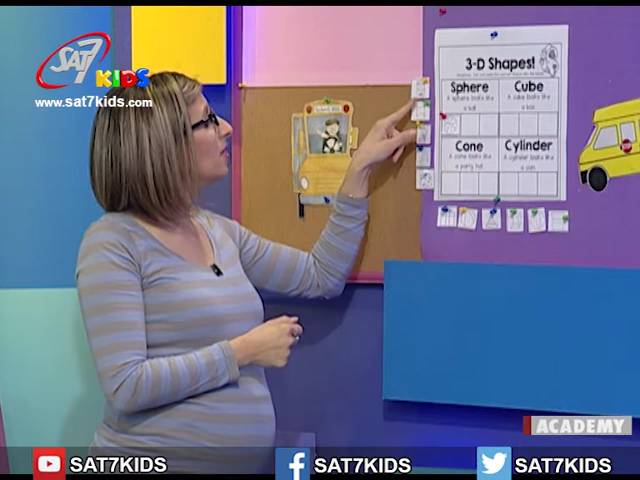 SAT7
KIDS
www.sat7kids.com
3-D Shapes!
Sphere
A sphere looks like
a ball
Cube
A cube looks like
a box
Cone
A cone looks like
a party hat
Cylinder
A cylinder looks like
a can
ACADEMY
SAT7KIDS
SAT7KIDS
SAT7KIDS